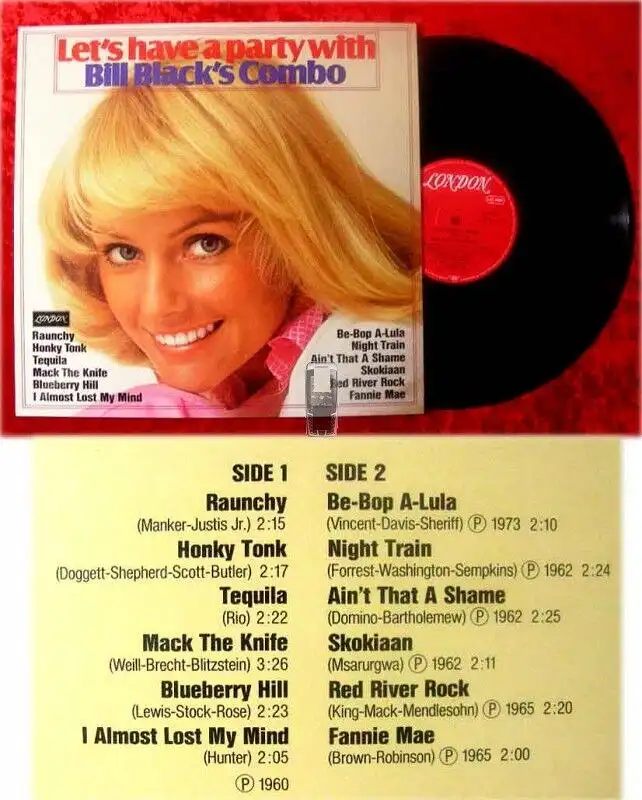 Let's have a party with
Bill Black's Combo
LONDON
LONDON
Raunchy
Honky Tonk
Tequila
Mack The Knife
Blueberry Hill
I Almost Lost My Mind
Be-Bop A-Lula
Night Train
Ain't That A Shame
Skokiaan
Red River Rock
Fannie Mae
SIDE 1
Raunchy
(Manker-Justis Jr.) 2:15
Honky Tonk
(Doggett-Shepherd-Scott-Butler) 2:17
Tequila
(Rio) 2:22
Mack The Knife
(Weill-Brecht-Blitzstein) 3:26
Blueberry Hill
(Lewis-Stock-Rose) 2:23
I Almost Lost My Mind
(Hunter) 2:05
Ⓟ 1960
SIDE 2
Be-Bop A-Lula
(Vincent-Davis-Sheriff) Ⓟ 1973 2:10
Night Train
(Forrest-Washington-Sempkins) Ⓟ 1962 2:24
Ain't That A Shame
(Domino-Bartholemew) Ⓟ 1962 2:25
Skokiaan
(Msarurgwa) Ⓟ 1962 2:11
Red River Rock
(King-Mack-Mendlesohn) Ⓟ 1965 2:20
Fannie Mae
(Brown-Robinson) Ⓟ 1965 2:00